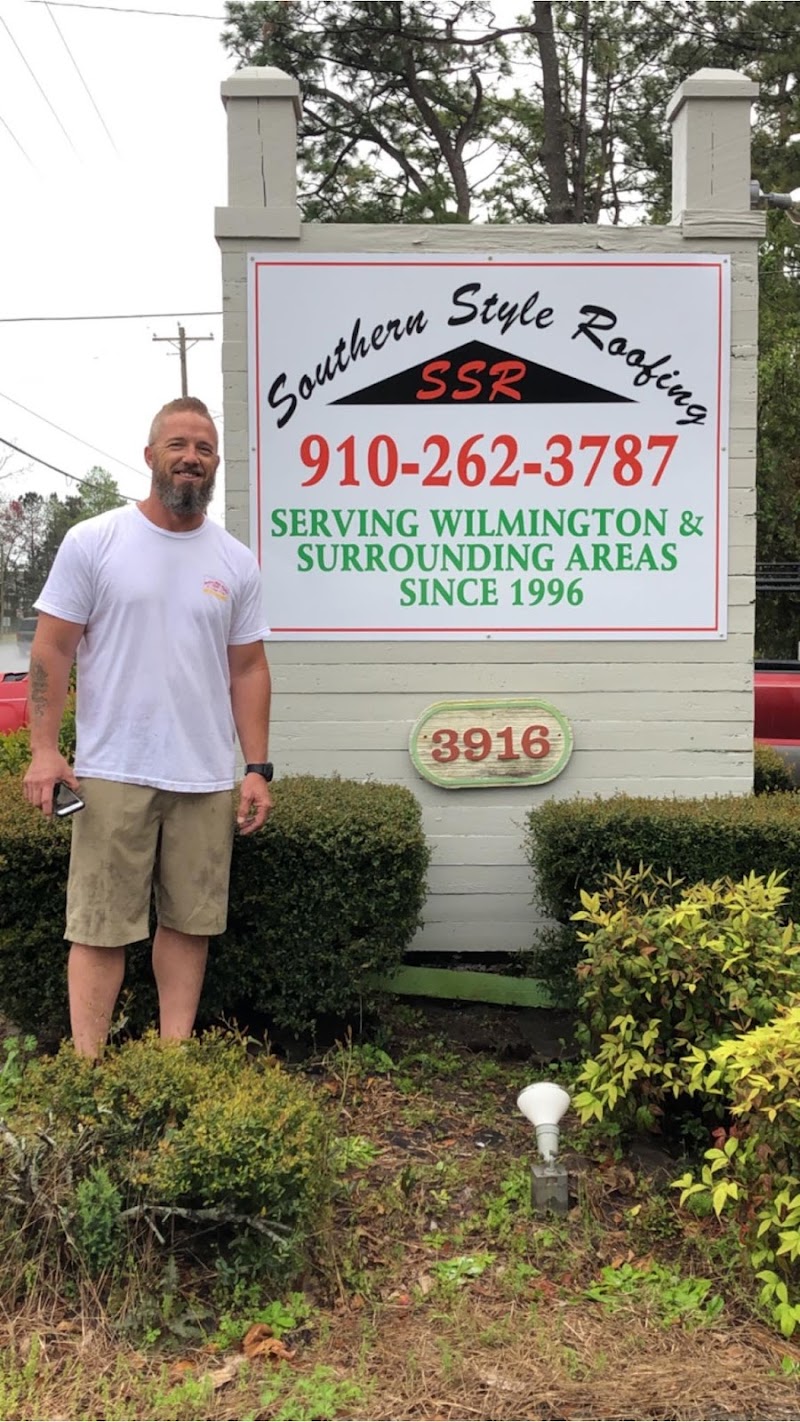 Southern Style Roofing
SSR
910-262-3787
SERVING WILMINGTON &
SURROUNDING AREAS
SINCE 1996
3916